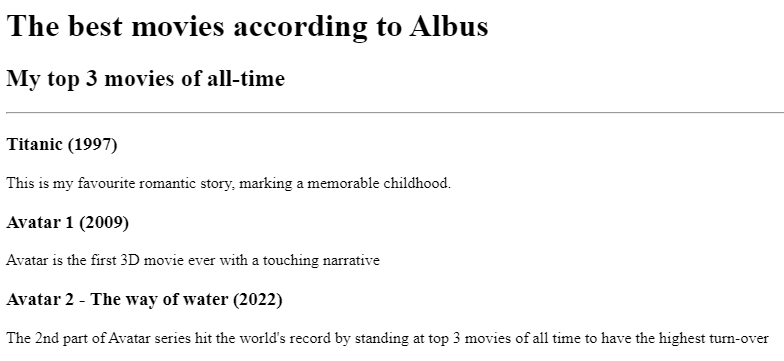 The best movies according to Albus
My top 3 movies of all-time
Titanic (1997)
This is my favourite romantic story, marking a memorable childhood.
Avatar 1 (2009)
Avatar is the first 3D movie ever with a touching narrative
Avatar 2 - The way of water (2022)
The 2nd part of Avatar series hit the world's record by standing at top 3 movies of all time to have the highest turn-over